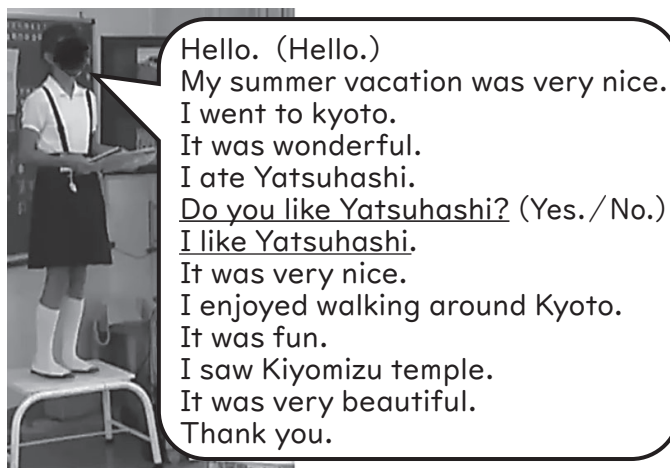 Hello. (Hello.)
My summer vacation was very nice.
I went to kyoto.
It was wonderful.
I ate Yatsuhashi.
Do you like Yatsuhashi? (Yes./No.)
I like Yatsuhashi.
It was very nice.
I enjoyed walking around Kyoto.
It was fun.
I saw Kiyomizu temple.
It was very beautiful.
Thank you.